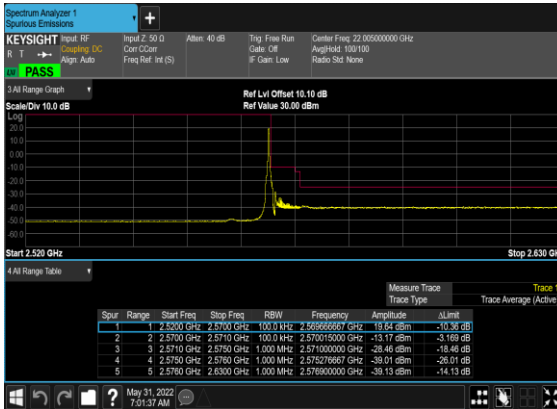 Spectrum Analyzer 1
Spurious Emissions
+
KEYSIGHT
R T
Input: RF
Coupling: DC
Align: Auto
Input Z: 50 Ω
Corr CCorr
Freq Ref: Int (S)
Atten: 40 dB
Trig: Free Run
Gate: Off
IF Gain: Low
Center Freq: 22.005000000 GHz
Avg|Hold: 100/100
Radio Std: None
PASS
3 All Range Graph
Scale/Div 10.0 dB
Ref Lvl Offset 10.10 dB
Ref Value 30.00 dBm
Log
20.0
10.0
0.00
-10.0
-20.0
-30.0
-40.0
-50.0
-60.0
Start 2.520 GHz
Stop 2.630 GHz
4 All Range Table
Measure Trace Trace 1
Trace Type Trace Average (Active
Spur Range Start Freq Stop Freq RBW Frequency Amplitude ΔLimit
1 1 2.5200 GHz 2.5700 GHz 100.0 kHz 2.569666667 GHz 19.64 dBm -10.36 dB
2 2 2.5700 GHz 2.5710 GHz 100.0 kHz 2.570015000 GHz -13.17 dBm -3.169 dB
3 3 2.5710 GHz 2.5750 GHz 1.000 MHz 2.571000000 GHz -28.46 dBm -18.46 dB
4 4 2.5750 GHz 2.5760 GHz 1.000 MHz 2.575276667 GHz -39.01 dBm -26.01 dB
5 5 2.5760 GHz 2.6300 GHz 1.000 MHz 2.576900000 GHz -39.13 dBm -14.13 dB
?
May 31, 2022
7:01:37 AM